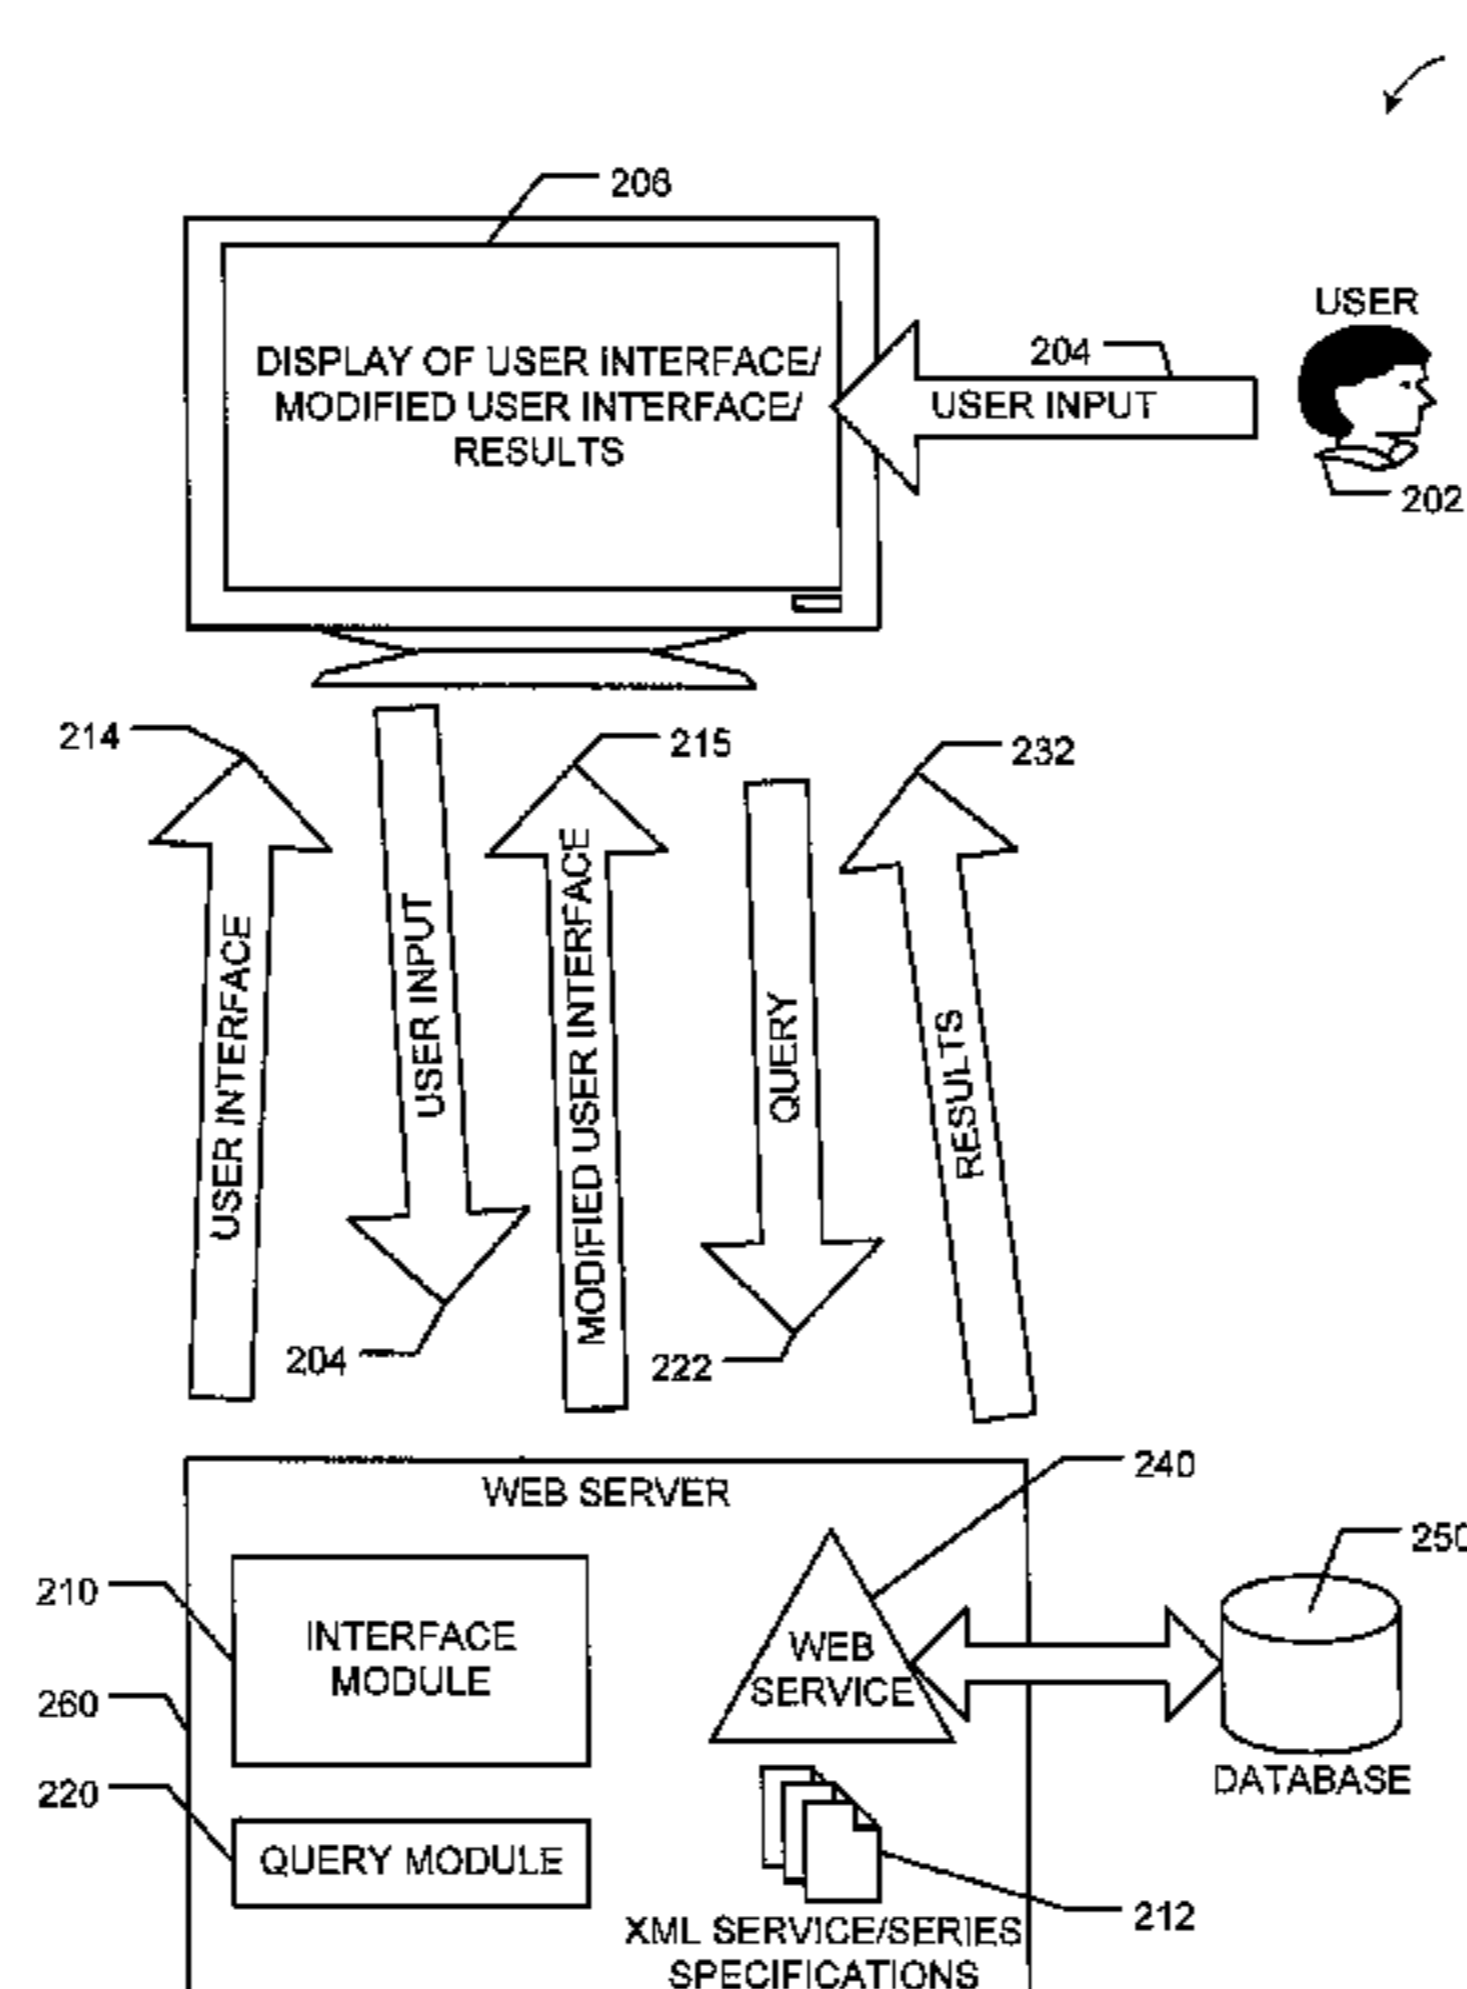 208
DISPLAY OF USER INTERFACE/
MODIFIED USER INTERFACE/
RESULTS
USER
204
USER INPUT
202
214
215
232
USER INTERFACE
USER INPUT
MODIFIED USER INTERFACE
QUERY
RESULTS
204
222
WEB SERVER
240
250
210
INTERFACE
MODULE
WEB
SERVICE
260
DATABASE
220
QUERY MODULE
212
XML SERVICE/SERIES
SPECIFICATIONS